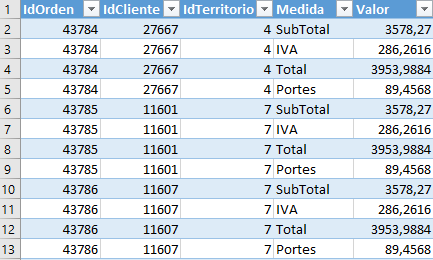 1 IdOrden IdCliente IdTerritorio Medida Valor
2 43784 27667 4 SubTotal 3578,27
3 43784 27667 4 IVA 286,2616
4 43784 27667 4 Total 3953,9884
5 43784 27667 4 Portes 89,4568
6 43785 11601 7 SubTotal 3578,27
7 43785 11601 7 IVA 286,2616
8 43785 11601 7 Total 3953,9884
9 43785 11601 7 Portes 89,4568
10 43786 11607 7 SubTotal 3578,27
11 43786 11607 7 IVA 286,2616
12 43786 11607 7 Total 3953,9884
13 43786 11607 7 Portes 89,4568